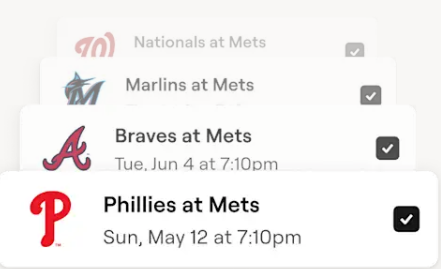 Nationals at Mets
Marlins at Mets
Braves at Mets
Tue, Jun 4 at 7:10pm
Phillies at Mets
Sun, May 12 at 7:10pm